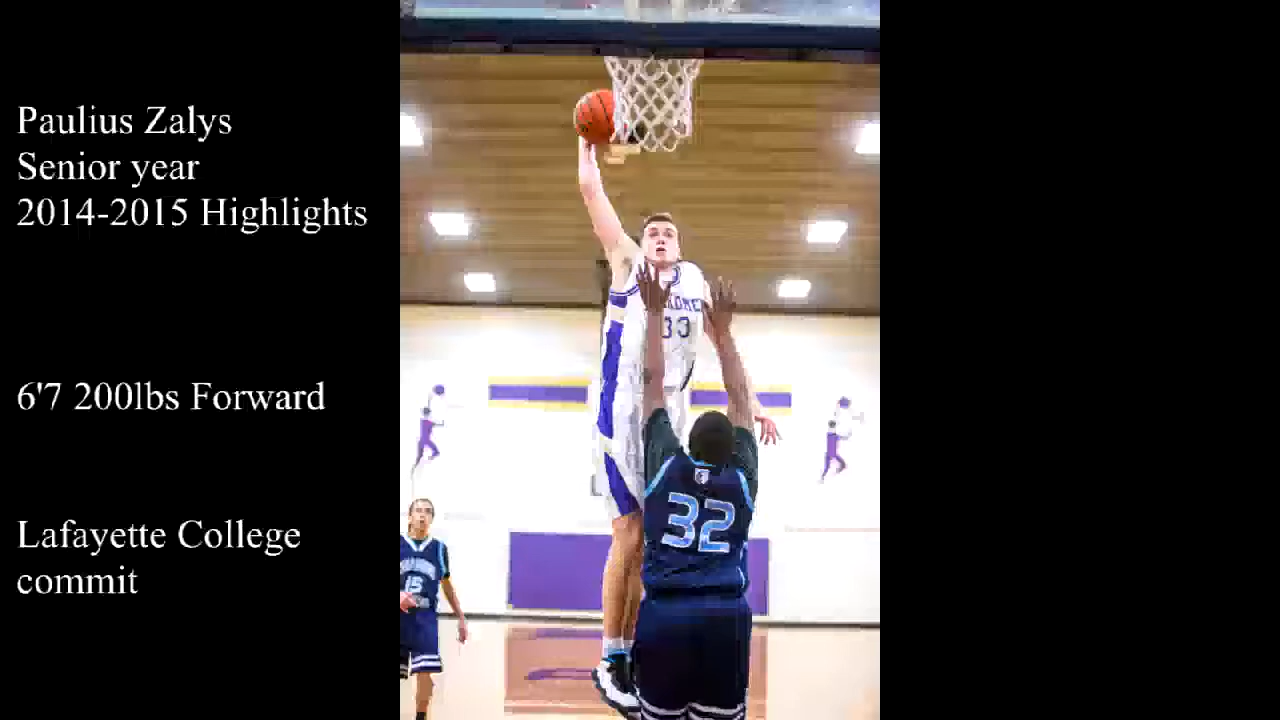 Paulius Zalys
Senior year
2014-2015 Highlights
6'7 200lbs Forward
Lafayette College
commit
33
32
15